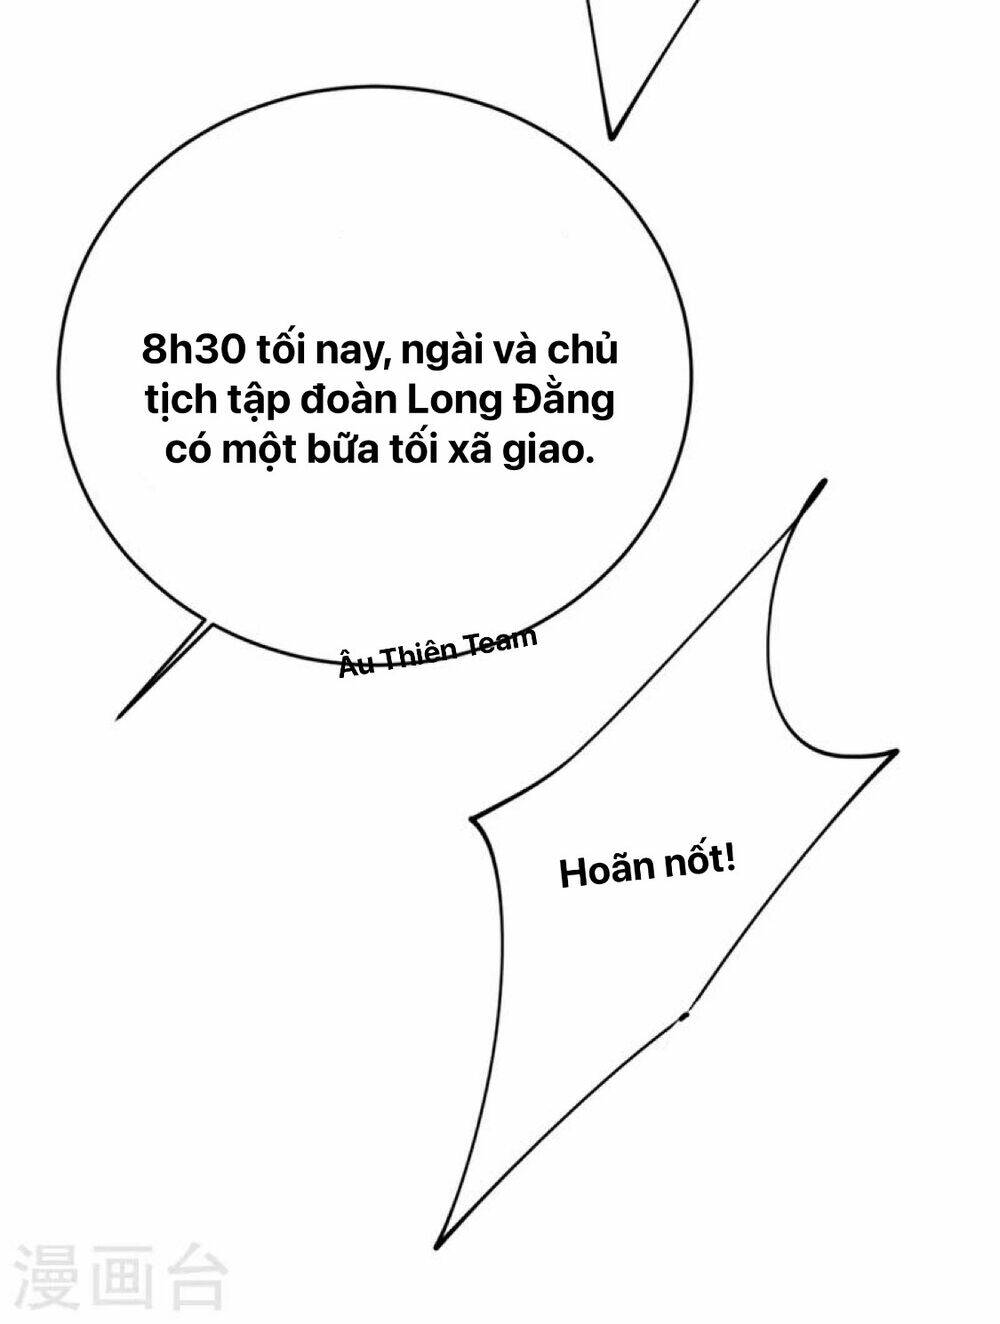 8h30 tối nay, ngài và chủ
tịch tập đoàn Long Đằng
có một bữa tối xã giao.
Âu Thiên Team
Hoãn nốt!
漫画台